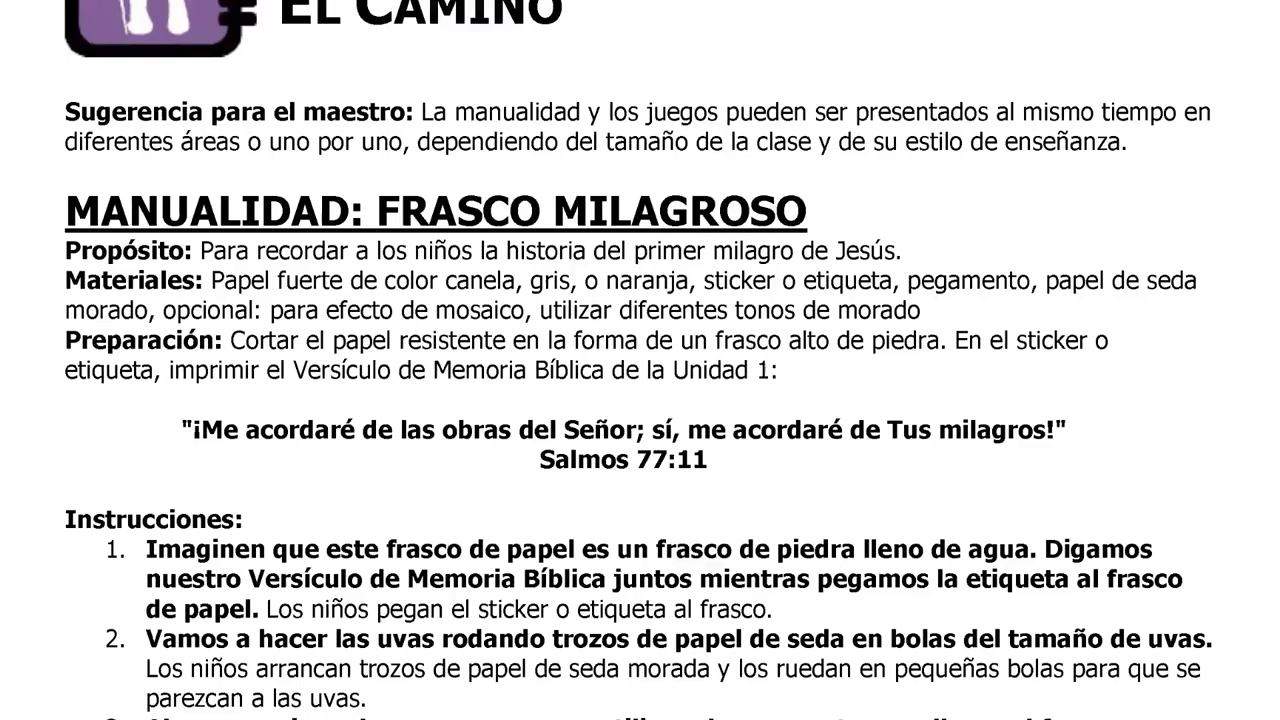 EL CAMINO
Sugerencia para el maestro: La manualidad y los juegos pueden ser presentados al mismo tiempo en
diferentes áreas o uno por uno, dependiendo del tamaño de la clase y de su estilo de enseñanza.
MANUALIDAD: FRASCO MILAGROSO
Propósito: Para recordar a los niños la historia del primer milagro de Jesús.
Materiales: Papel fuerte de color canela, gris, o naranja, sticker o etiqueta, pegamento, papel de seda
morado, opcional: para efecto de mosaico, utilizar diferentes tonos de morado
Preparación: Cortar el papel resistente en la forma de un frasco alto de piedra. En el sticker o
etiqueta, imprimir el Versículo de Memoria Bíblica de la Unidad 1:
"¡Me acordaré de las obras del Señor; sí, me acordaré de Tus milagros!"
Salmos 77:11
Instrucciones:
1. Imaginen que este frasco de papel es un frasco de piedra lleno de agua. Digamos
nuestro Versículo de Memoria Bíblica juntos mientras pegamos la etiqueta al frasco
de papel. Los niños pegan el sticker o etiqueta al frasco.
2. Vamos a hacer las uvas rodando trozos de papel de seda en bolas del tamaño de uvas.
Los niños arrancan trozos de papel de seda morada y los ruedan en pequeñas bolas para que se
parezcan a las uvas.